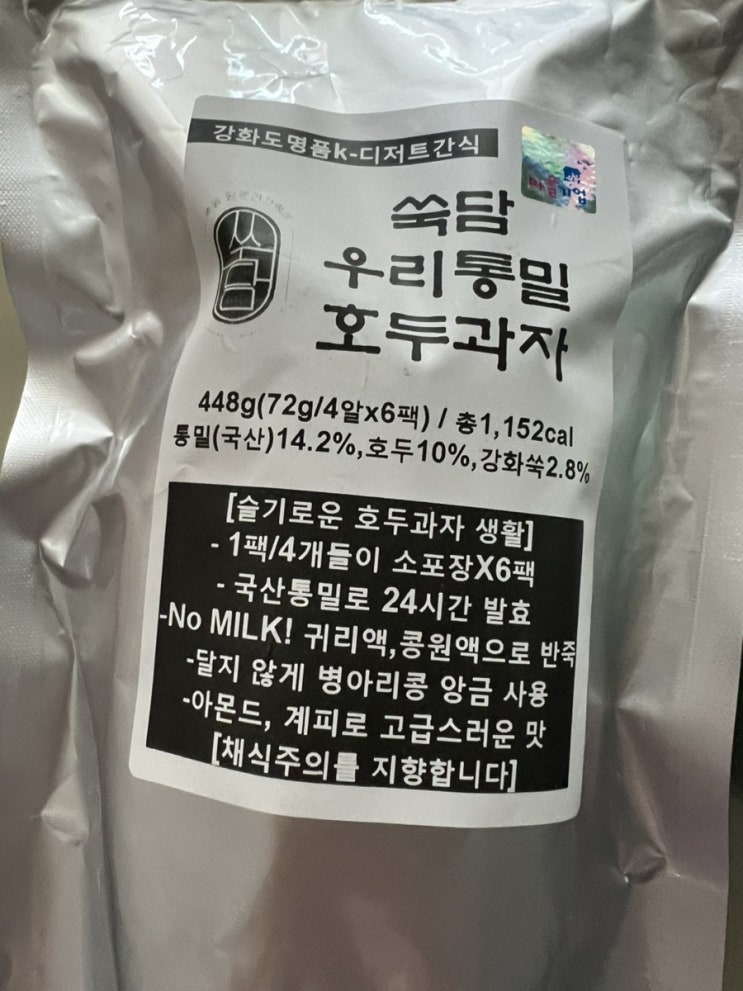 강화도명품k-디저트간식
마을기업
쑥담
쑥담
우리통밀
호두과자
448g(72g/4알x6팩) / 총1,152cal
통밀(국산)14.2%,호두10%,강화쑥2.8%
[슬기로운 호두과자 생활]
- 1팩/4개들이 소포장X6팩
- 국산통밀로 24시간 발효
-No MILK! 귀리액,콩원액으로 반죽
-달지 않게 병아리콩 앙금 사용
-아몬드, 계피로 고급스러운 맛
[채식주의를 지향합니다]